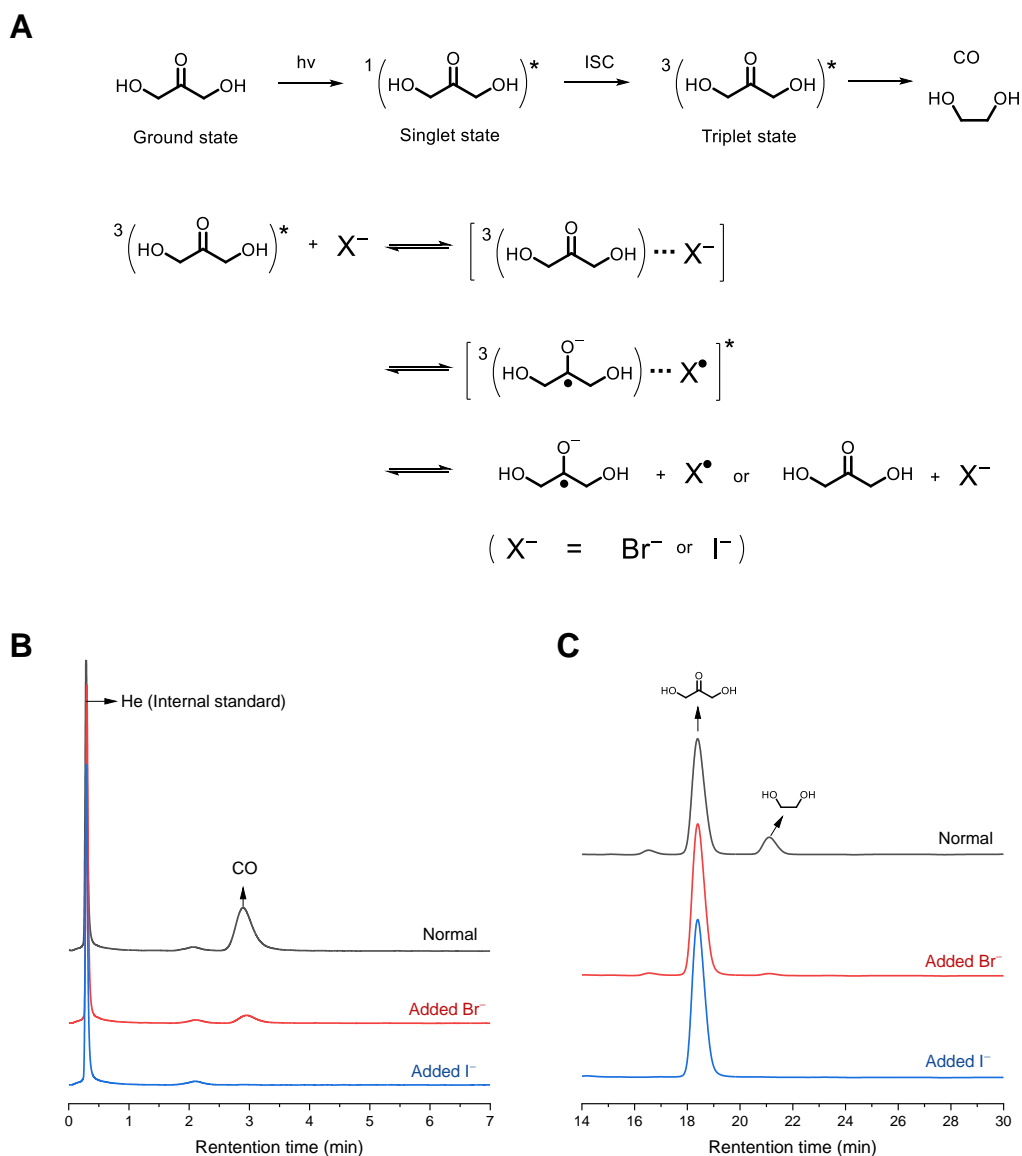 A
HO O OH hν 1 ( HO O OH ) * ISC 3 ( HO O OH ) * CO
HO OH
Ground state Singlet state Triplet state
3 ( HO O OH ) * + X⁻ [ 3 ( HO O OH ) ··· X⁻ ]
[ 3 ( HO O⁻ • OH ) ··· X• ] *
HO O⁻ • OH + X• or HO O OH + X⁻
( X⁻ = Br⁻ or I⁻ )
B
He (Internal standard)
CO
Normal
Added Br⁻
Added I⁻
0 1 2 3 4 5 6 7
Rentention time (min)
C
HO O OH
HO OH
Normal
Added Br⁻
Added I⁻
14 16 18 20 22 24 26 28 30
Rentention time (min)